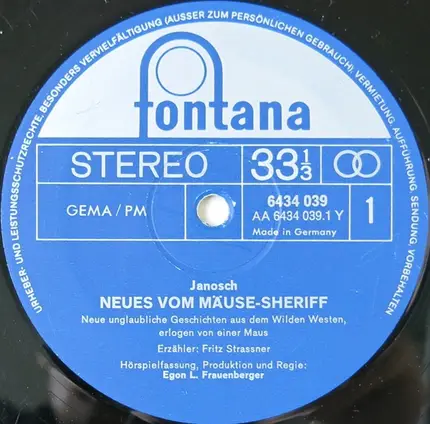 URHEBER- UND LEISTUNGSSCHUTZRECHTE, BESONDERS VERVIELFÄLTIGUNG (AUSSER ZUM PERSÖNLICHEN GEBRAUCH), VERMIETUNG, AUFFÜHRUNG, SENDUNG, VORBEHALTEN
fontana
STEREO 33 1/3
GEMA / PM
6434 039
AA 6434 039.1 Y
Made in Germany
1
Janosch
NEUES VOM MÄUSE-SHERIFF
Neue unglaubliche Geschichten aus dem Wilden Westen,
erlogen von einer Maus
Erzähler: Fritz Strassner
Hörspielfassung, Produktion und Regie:
Egon L. Frauenberger